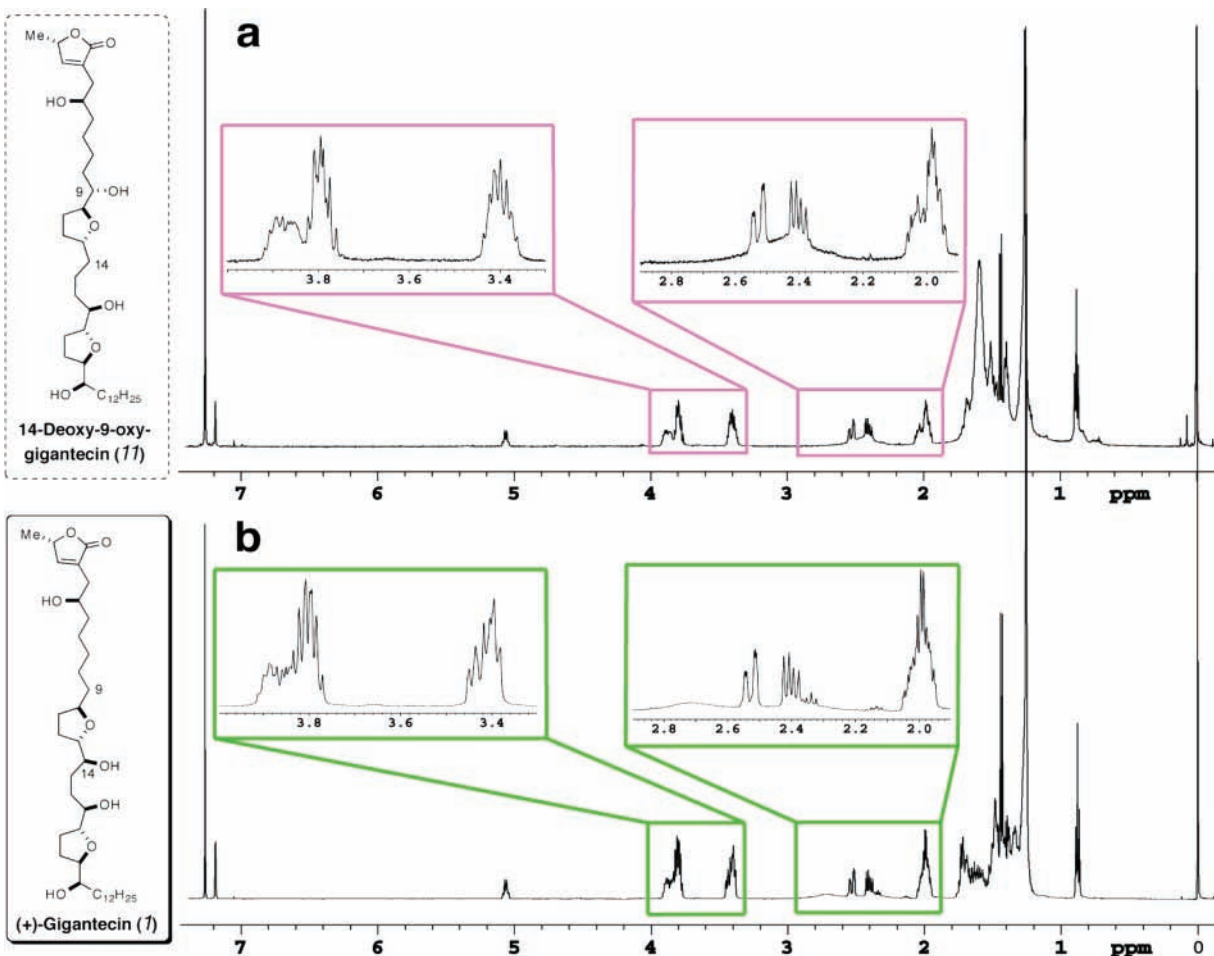 a
Me
O
O
HO
9
OH
O
14
OH
O
HO
C12H25
14-Deoxy-9-oxy-
gigantecin (11)
3.8 3.6 3.4
2.8 2.6 2.4 2.2 2.0
7 6 5 4 3 2 1 ppm
b
Me
O
O
HO
9
O
OH
14
OH
O
HO
C12H25
(+)-Gigantecin (1)
3.8 3.6 3.4
2.8 2.6 2.4 2.2 2.0
7 6 5 4 3 2 1 ppm 0